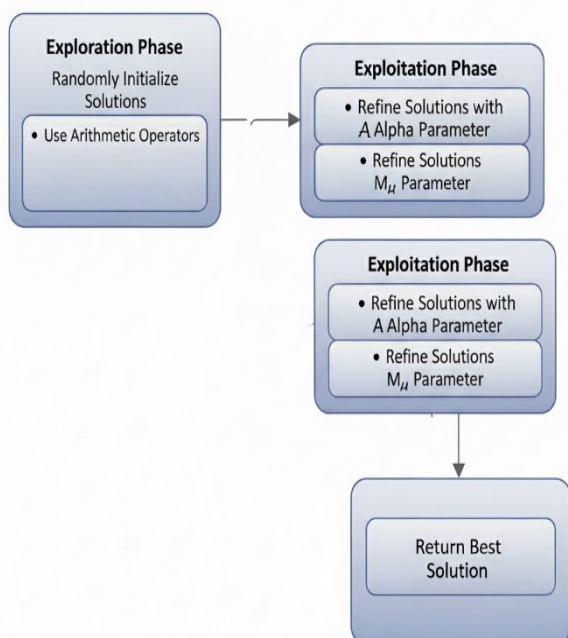 Exploration Phase
Randomly Initialize
Solutions
• Use Arithmetic Operators
Exploitation Phase
• Refine Solutions with
A Alpha Parameter
• Refine Solutions
Mμ Parameter
Exploitation Phase
• Refine Solutions with
A Alpha Parameter
• Refine Solutions
Mμ Parameter
Return Best
Solution